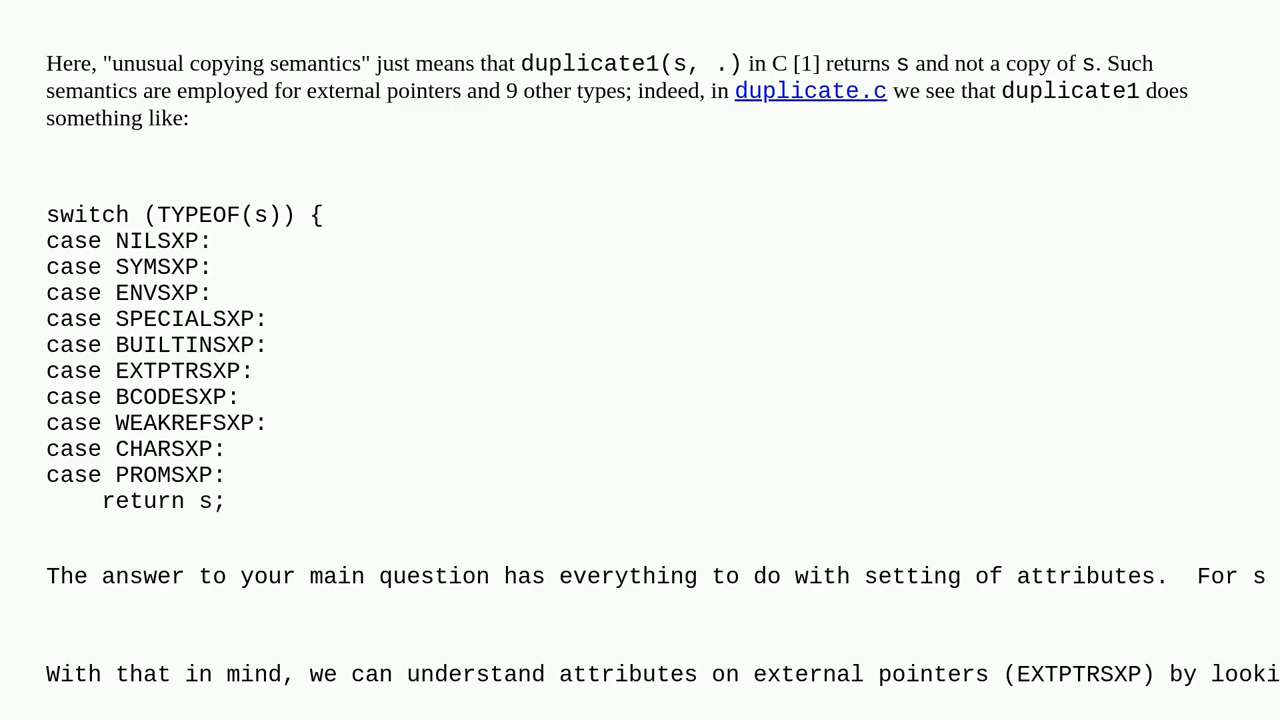 Here, "unusual copying semantics" just means that duplicate1(s, .) in C [1] returns s and not a copy of s. Such
semantics are employed for external pointers and 9 other types; indeed, in duplicate.c we see that duplicate1 does
something like:
switch (TYPEOF(s)) {
case NILSXP:
case SYMSXP:
case ENVSXP:
case SPECIALSXP:
case BUILTINSXP:
case EXTPTRSXP:
case BCODESXP:
case WEAKREFSXP:
case CHARSXP:
case PROMSXP:
    return s;
The answer to your main question has everything to do with setting of attributes.  For s
With that in mind, we can understand attributes on external pointers (EXTPTRSXP) by looki